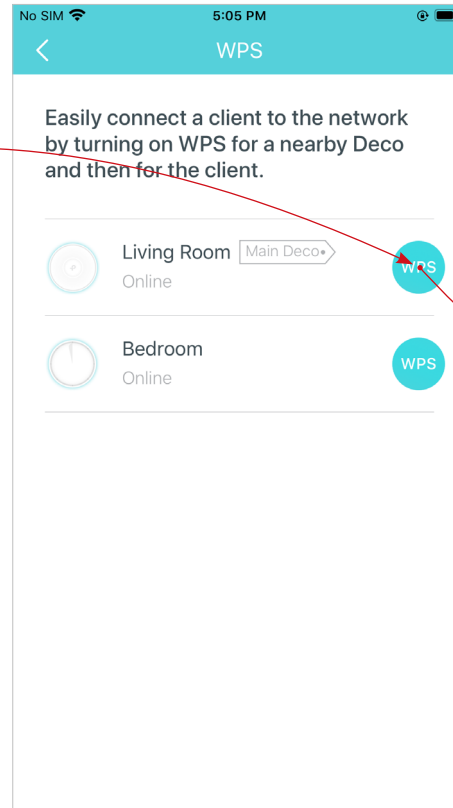 No SIM 5:05 PM
WPS
Easily connect a client to the network
by turning on WPS for a nearby Deco
and then for the client.
Living Room Main Deco
WPS
Online
Bedroom
WPS
Online